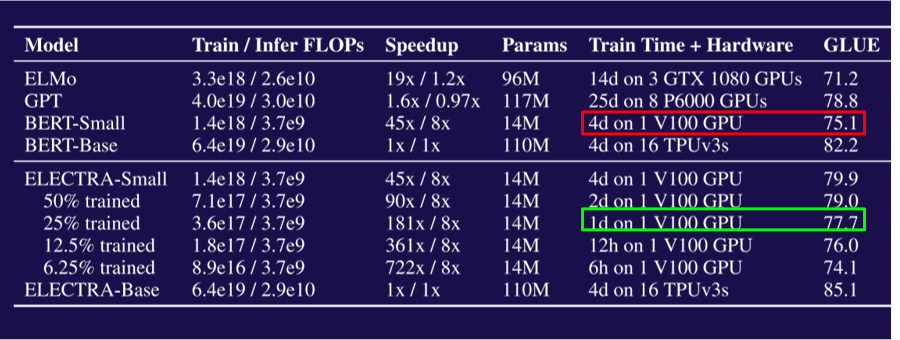 Model Train / Infer FLOPs Speedup Params Train Time + Hardware GLUE
ELMo 3.3e18 / 2.6e10 19x / 1.2x 96M 14d on 3 GTX 1080 GPUs 71.2
GPT 4.0e19 / 3.0e10 1.6x / 0.97x 117M 25d on 8 P6000 GPUs 78.8
BERT-Small 1.4e18 / 3.7e9 45x / 8x 14M 4d on 1 V100 GPU 75.1
BERT-Base 6.4e19 / 2.9e10 1x / 1x 110M 4d on 16 TPUv3s 82.2
ELECTRA-Small 1.4e18 / 3.7e9 45x / 8x 14M 4d on 1 V100 GPU 79.9
50% trained 7.1e17 / 3.7e9 90x / 8x 14M 2d on 1 V100 GPU 79.0
25% trained 3.6e17 / 3.7e9 181x / 8x 14M 1d on 1 V100 GPU 77.7
12.5% trained 1.8e17 / 3.7e9 361x / 8x 14M 12h on 1 V100 GPU 76.0
6.25% trained 8.9e16 / 3.7e9 722x / 8x 14M 6h on 1 V100 GPU 74.1
ELECTRA-Base 6.4e19 / 2.9e10 1x / 1x 110M 4d on 16 TPUv3s 85.1